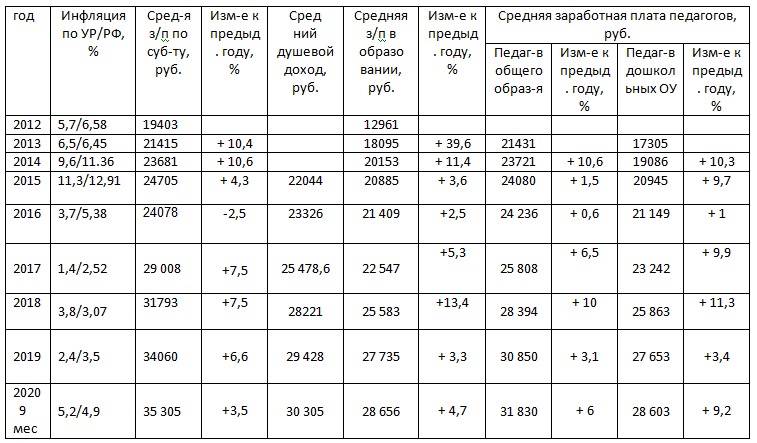 год Инфляция по УР/РФ, % Сред-я з/п по суб-ту, руб. Изм-е к предыд . году, % Сред ний душевой доход, руб. Средняя з/п в образо вании, руб. Изм-е к предыд . году, % Средняя заработная плата педагогов, руб.
Педаг-в общего образ-я Изм-е к предыд . году, % Педаг-в дошкол ьных ОУ Изм-е к предыд . году, %
2012 5,7/6,58 19403 12961
2013 6,5/6,45 21415 + 10,4 18095 + 39,6 21431 17305
2014 9,6/11.36 23681 + 10,6 20153 + 11,4 23721 + 10,6 19086 + 10,3
2015 11,3/12,91 24705 + 4,3 22044 20885 + 3,6 24080 + 1,5 20945 + 9,7
2016 3,7/5,38 24078 -2,5 23326 21 409 +2,5 24 236 + 0,6 21 149 + 1
2017 1,4/2,52 29 008 +7,5 25 478,6 22 547 +5,3 25 808 + 6,5 23 242 + 9,9
2018 3,8/3,07 31793 +7,5 28221 25 583 +13,4 28 394 + 10 25 863 + 11,3
2019 2,4/3,5 34060 +6,6 29 428 27 735 + 3,3 30 850 + 3,1 27 653 +3,4
2020 9 мес 5,2/4,9 35 305 +3,5 30 305 28 656 + 4,7 31 830 + 6 28 603 + 9,2